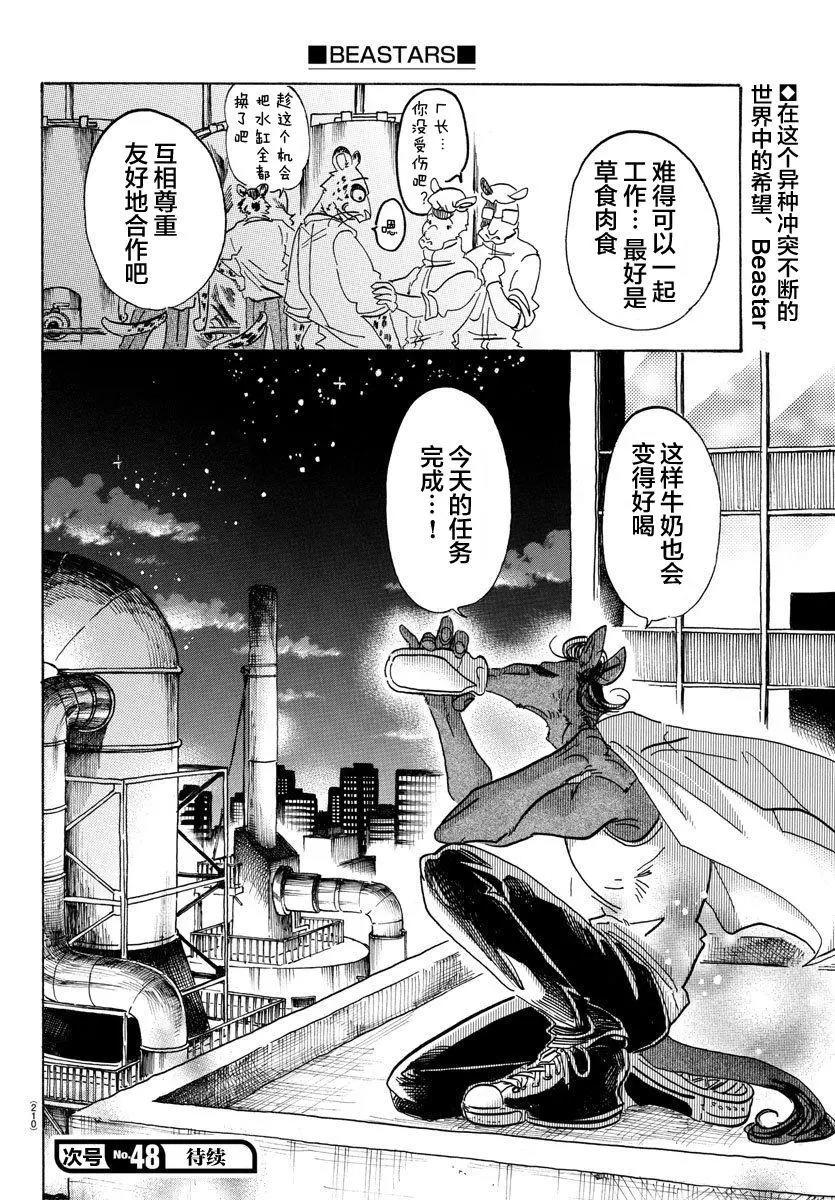 ■BEASTARS■
◆在这个异种冲突不断的
世界中的希望、Beastar
难得可以一起
工作…最好是
草食肉食
厂长…
你没受伤吧?
嗯
趁这个机会
把水缸全都
换了吧
互相尊重
友好地合作吧
这样牛奶也会
变得好喝
今天的任务
完成…!
(210)
次号 No.48 待续